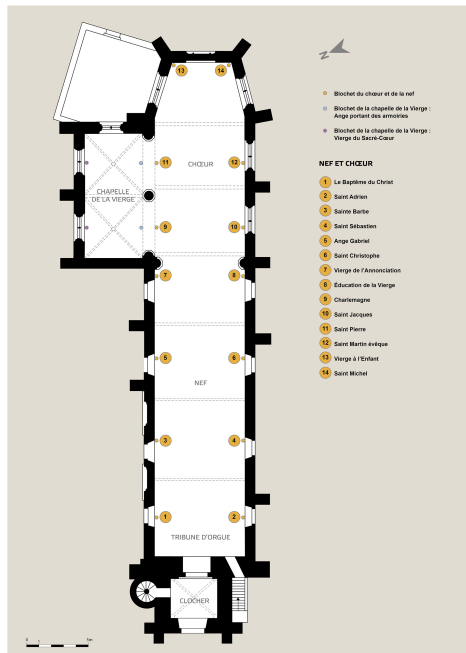 N
Blochet du chœur et de la nef
Blochet de la chapelle de la Vierge :
Ange portant des armoiries
Blochet de la chapelle de la Vierge :
Vierge du Sacré-Cœur
NEF ET CHŒUR
1 Le Baptême du Christ
2 Saint Adrien
3 Sainte Barbe
4 Saint Sébastien
5 Ange Gabriel
6 Saint Christophe
7 Vierge de l'Annonciation
8 Éducation de la Vierge
9 Charlemagne
10 Saint Jacques
11 Saint Pierre
12 Saint Martin évêque
13 Vierge à l'Enfant
14 Saint Michel
13 14
11 CHŒUR 12
CHAPELLE
DE LA VIERGE
9 10
7 8
5 6
NEF
3 4
1 2
TRIBUNE D'ORGUE
CLOCHER
0 1 5m